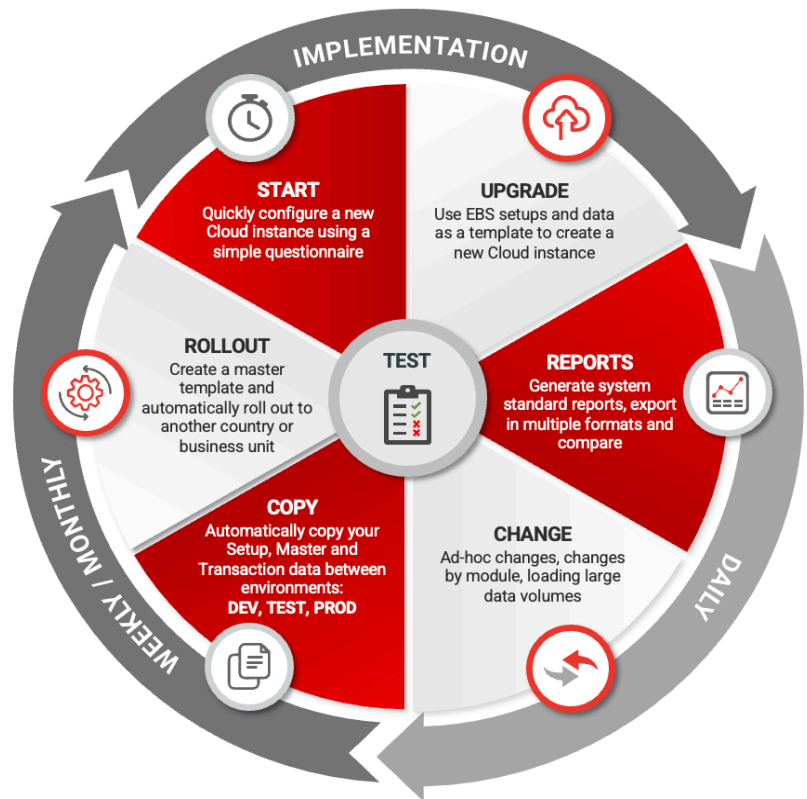 IMPLEMENTATION
START
Quickly configure a new
Cloud instance using a
simple questionnaire
UPGRADE
Use EBS setups and data
as a template to create a
new Cloud instance
ROLLOUT
Create a master
template and
automatically roll out to
another country or
business unit
TEST
REPORTS
Generate system
standard reports, export
in multiple formats and
compare
COPY
Automatically copy your
Setup, Master and
Transaction data between
environments:
DEV, TEST, PROD
CHANGE
Ad-hoc changes, changes
by module, loading large
data volumes
WEEKLY / MONTHLY
DAILY